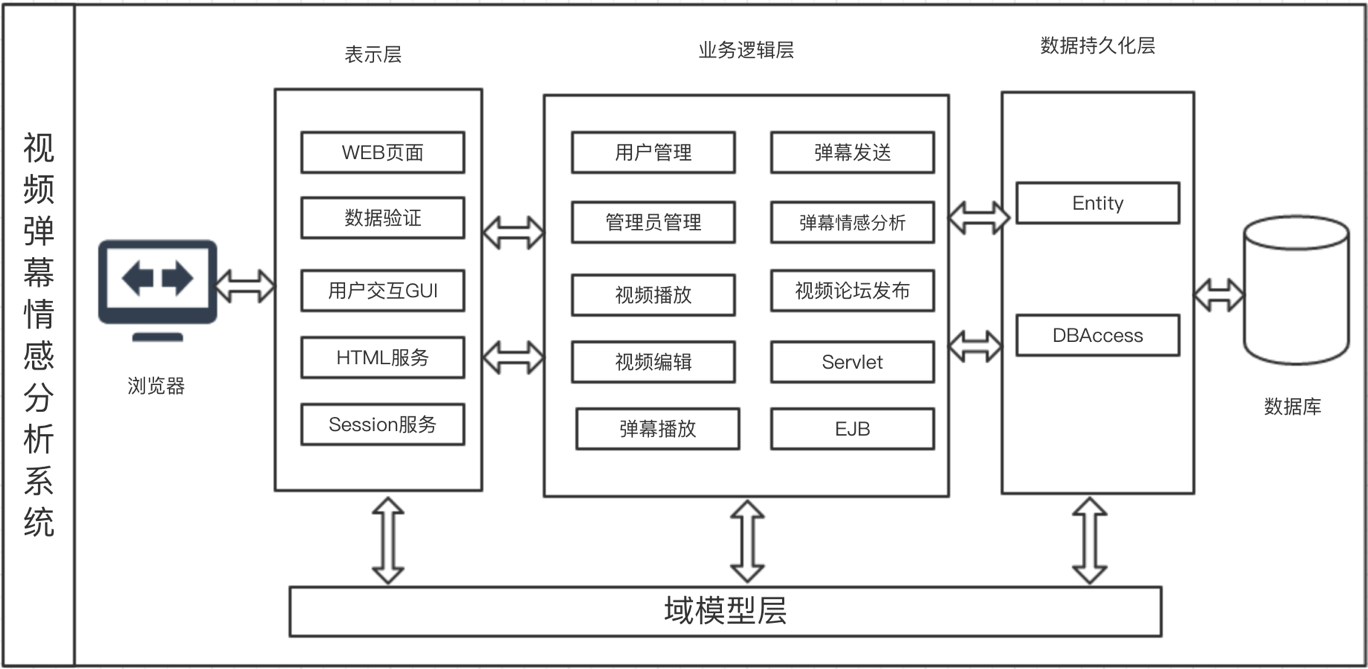 视频弹幕情感分析系统
浏览器
表示层
WEB页面
数据验证
用户交互GUI
HTML服务
Session服务
业务逻辑层
用户管理
弹幕发送
管理员管理
弹幕情感分析
视频播放
视频论坛发布
视频编辑
Servlet
弹幕播放
EJB
数据持久化层
Entity
DBAccess
数据库
域模型层